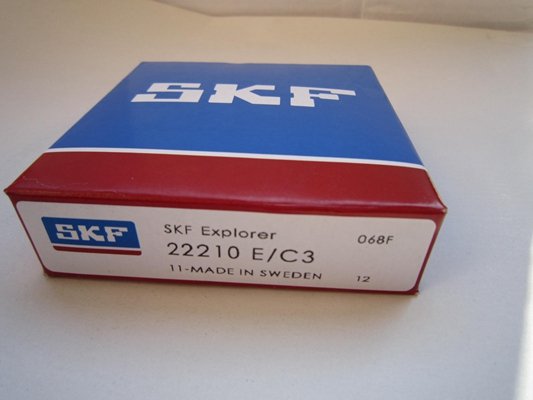 SKF
SKF
SKF Explorer
068F
22210 E/C3
11-MADE IN SWEDEN
12